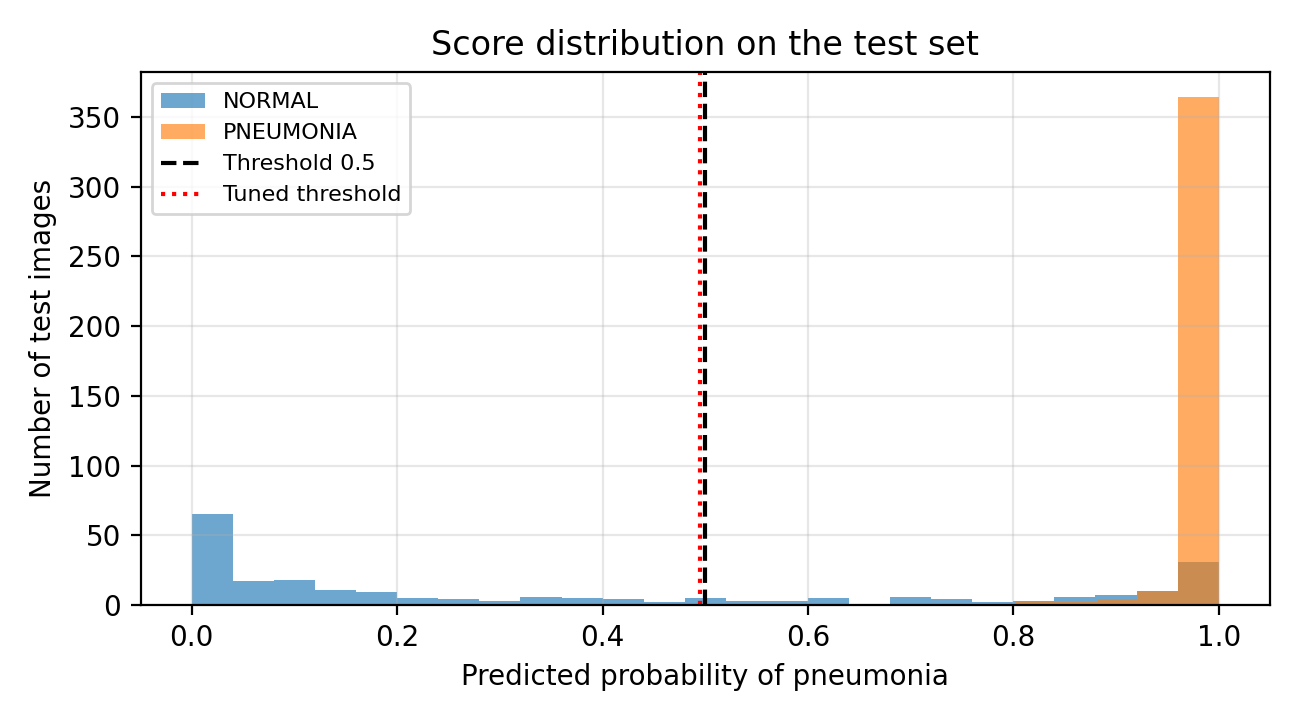 Score distribution on the test set
NORMAL
PNEUMONIA
Threshold 0.5
Tuned threshold
Number of test images
350
300
250
200
150
100
50
0
0.0 0.2 0.4 0.6 0.8 1.0
Predicted probability of pneumonia